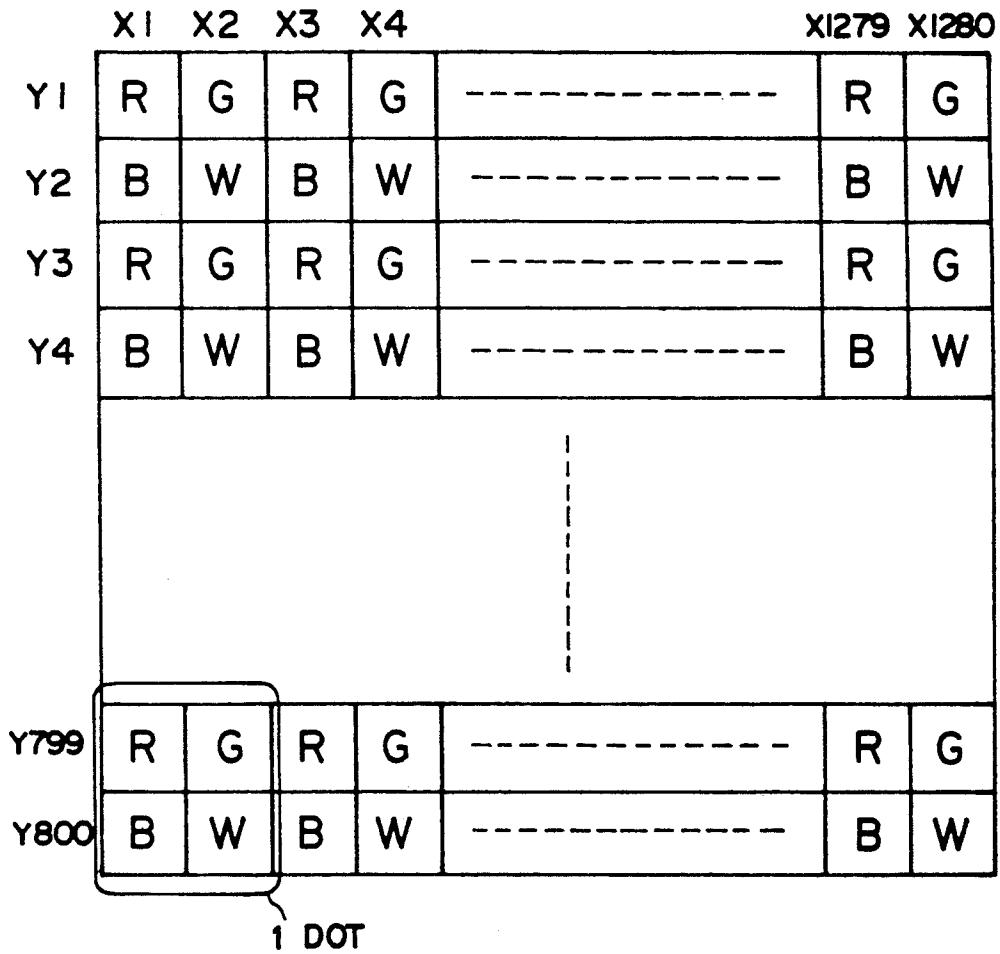 X1 X2 X3 X4 X1279 X1280
Y1 R G R G R G
Y2 B W B W B W
Y3 R G R G R G
Y4 B W B W B W
Y799 R G R G R G
Y800 B W B W B W
1 DOT